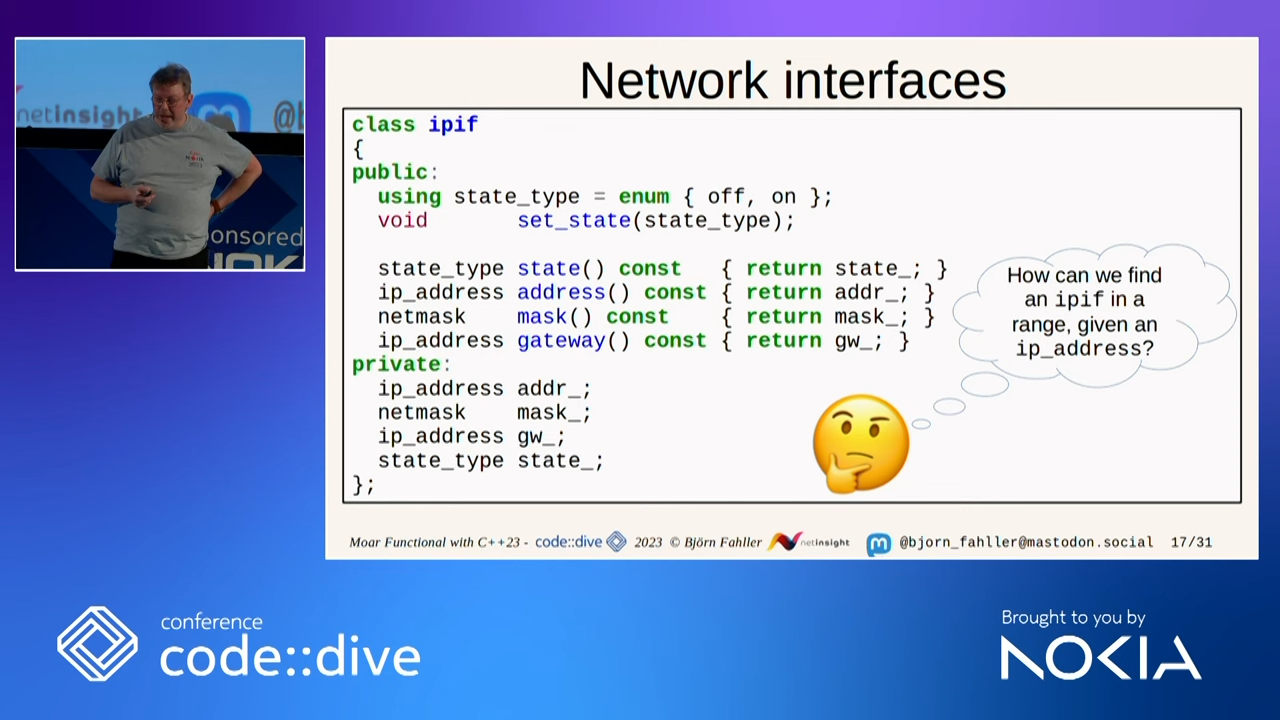 netinsight
@b
NOKIA
onsored
NOKI
Network interfaces
class ipif
{
public:
using state_type = enum { off, on };
void set_state(state_type);
state_type state() const { return state_; }
ip_address address() const { return addr_; }
netmask mask() const { return mask_; }
ip_address gateway() const { return gw_; }
private:
ip_address addr_;
netmask mask_;
ip_address gw_;
state_type state_;
};
How can we find
an ipif in a
range, given an
ip_address?
Moar Functional with C++23 - code::dive 2023 © Björn Fahller netinsight @bjorn_fahller@mastodon.social 17/31
conference
code::dive
Brought to you by
NOKIA